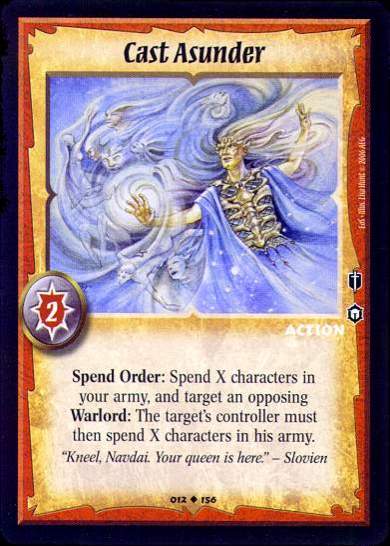 Cast Asunder
2
ACTION
Spend Order: Spend X characters in
your army, and target an opposing
Warlord: The target's controller must
then spend X characters in his army.
"Kneel, Navdai. Your queen is here." – Slovien
012 ◆ 156